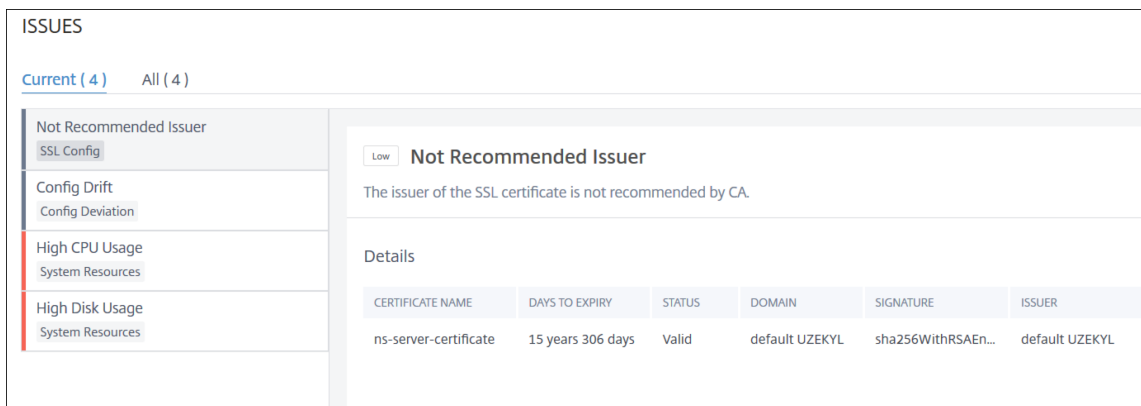 ISSUES
Current ( 4 ) All ( 4 )
Not Recommended Issuer
SSL Config
Config Drift
Config Deviation
High CPU Usage
System Resources
High Disk Usage
System Resources
Low Not Recommended Issuer
The issuer of the SSL certificate is not recommended by CA.
Details
CERTIFICATE NAME DAYS TO EXPIRY STATUS DOMAIN SIGNATURE ISSUER
ns-server-certificate 15 years 306 days Valid default UZEKYL sha256WithRSAEn... default UZEKYL